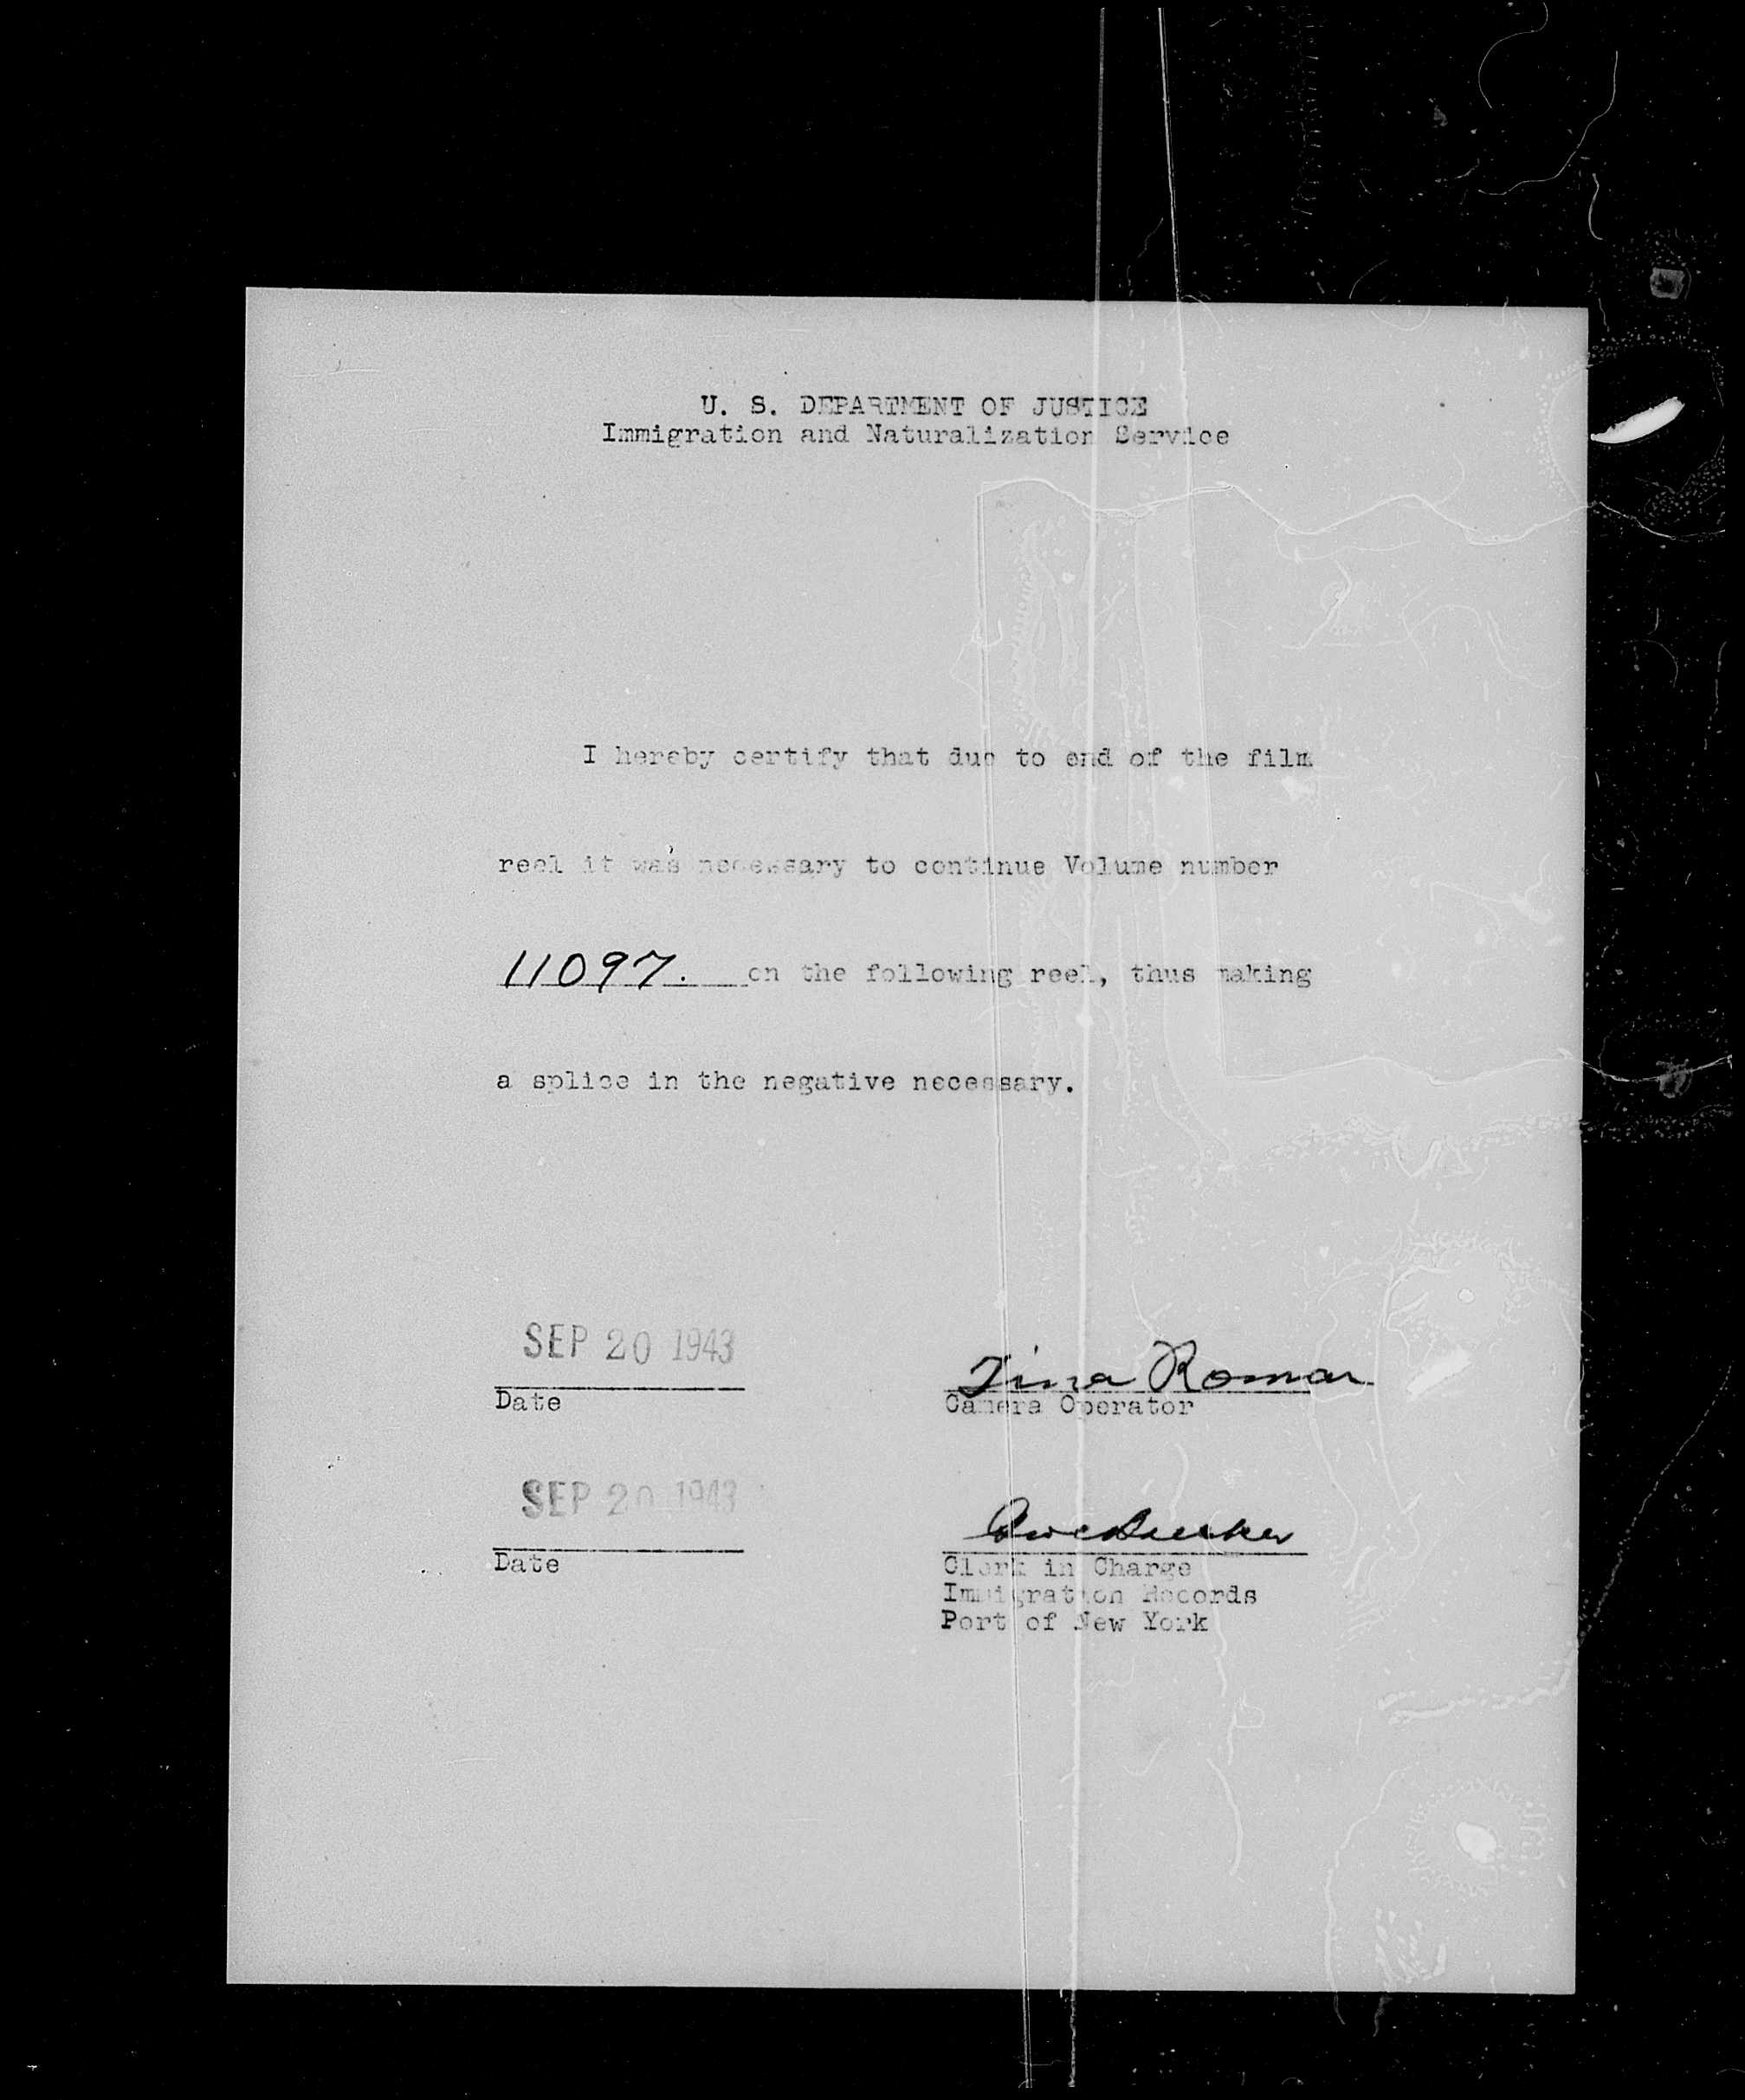 U. S. DEPARTMENT OF JUSTICE
Immigration and Naturalization Service
I hereby certify that due to end of the film
reel it was necessary to continue Volume number
11097. on the following reel, thus making
a splice in the negative necessary.
SEP 20 1943
Date
Tina Roman
Camera Operator
SEP 20 1943
Date
Clerk in Charge
Immigration Records
Port of New York